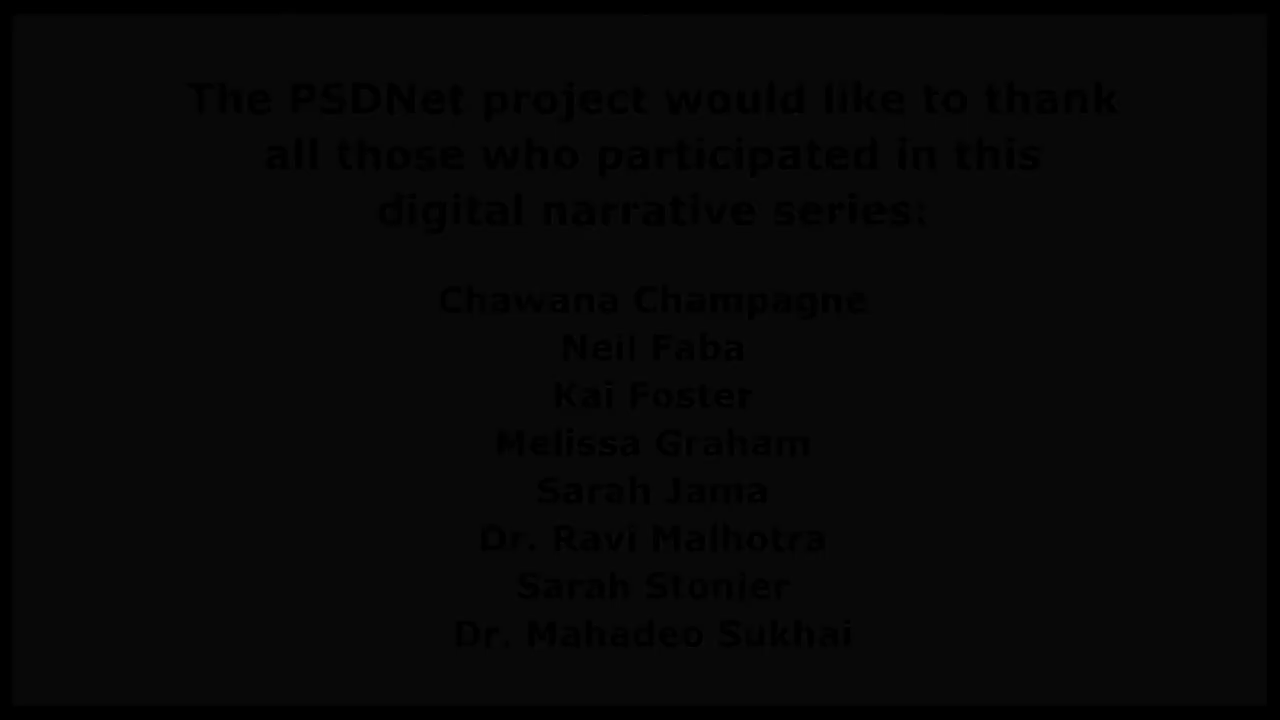 The PSDNet project would like to thank
all those who participated in this
digital narrative series:
Chawana Champagne
Neil Faba
Kai Foster
Melissa Graham
Sarah Jama
Dr. Ravi Malhotra
Sarah Stonier
Dr. Mahadeo Sukhai